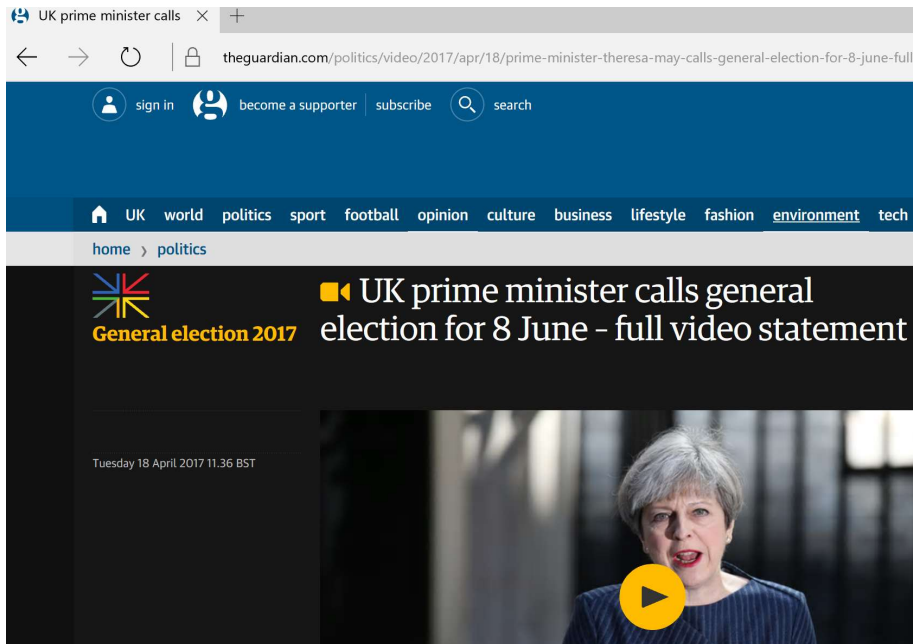 UK prime minister calls
theguardian.com/politics/video/2017/apr/18/prime-minister-theresa-may-calls-general-election-for-8-june-full
sign in become a supporter subscribe search
UK world politics sport football opinion culture business lifestyle fashion environment tech
home › politics
General election 2017
UK prime minister calls general
election for 8 June - full video statement
Tuesday 18 April 2017 11.36 BST